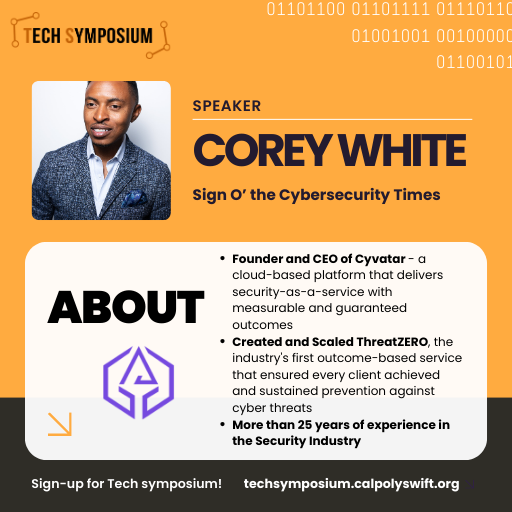 01101100 01101111 01110110
TECH SYMPOSIUM
01001001 00100000
01100101
SPEAKER
COREY WHITE
Sign O’ the Cybersecurity Times
ABOUT
• Founder and CEO of Cyvatar - a
cloud-based platform that delivers
security-as-a-service with
measurable and guaranteed
outcomes
• Created and Scaled ThreatZERO, the
industry's first outcome-based service
that ensured every client achieved
and sustained prevention against
cyber threats
• More than 25 years of experience in
the Security Industry
Sign-up for Tech symposium! techsymposium.calpolyswift.org